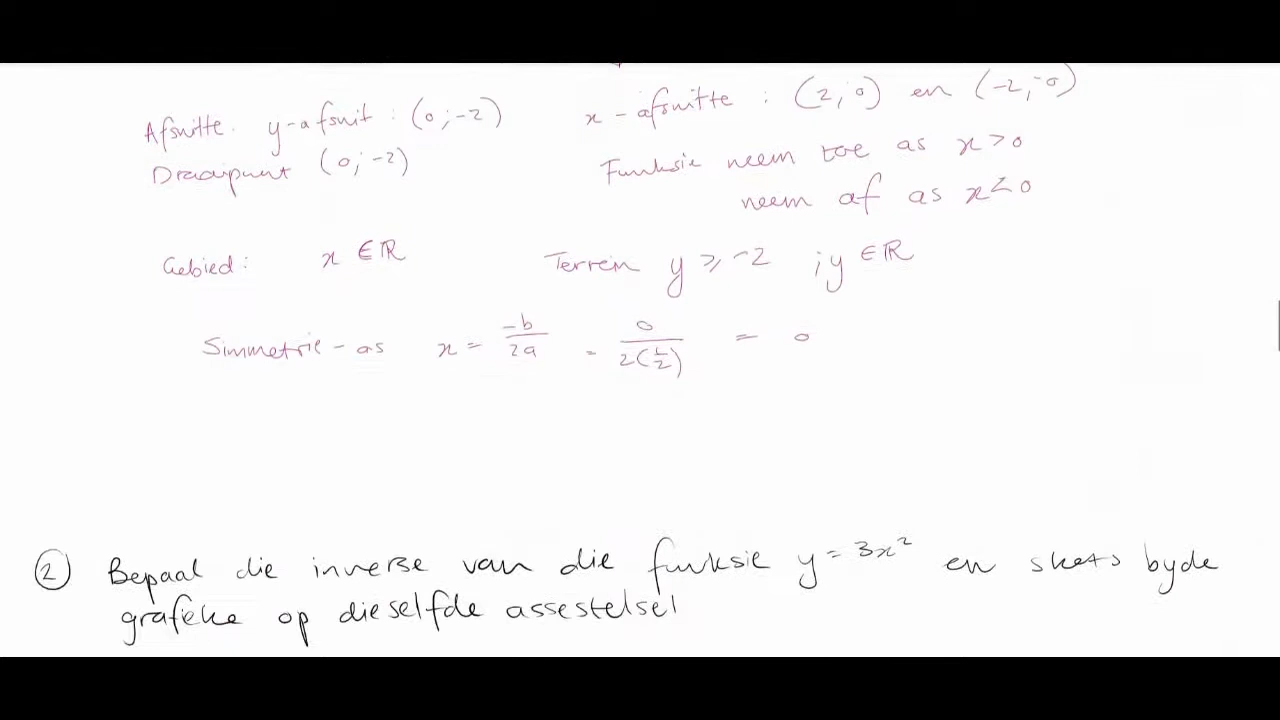 Afsnitte. y-afsnit : (0;-2) x-afsnitte : (2;0) en (-2;0)
Draaipunt (0;-2) Funksie neem toe as x>0
neem af as x<0
Gebied: x ∈ ℝ Terrein y ⩾ -2 ; y ∈ ℝ
Simmetrie-as x = -b/2a = 0/2(1/2) = 0
② Bepaal die inverse van die funksie y = 3x² en skets byde
grafieke op dieselfde assestelsel